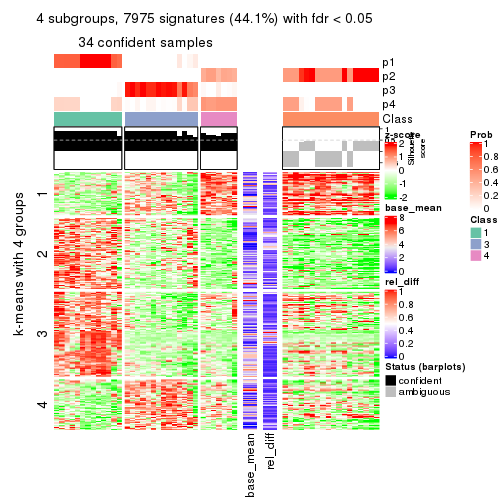 4 subgroups, 7975 signatures (44.1%) with fdr < 0.05
34 confident samples
p1
p2
p3
p4
Class
1
Silhouette
score
k-means with 4 groups
1
2
3
4
base_mean
rel_diff
z-score
2
1
0
-2
base_mean
8
6
4
2
0
rel_diff
1
0.8
0.6
0.4
0.2
0
Status (barplots)
confident
ambiguous
Prob
1
0.8
0.6
0.4
0.2
0
Class
1
3
4